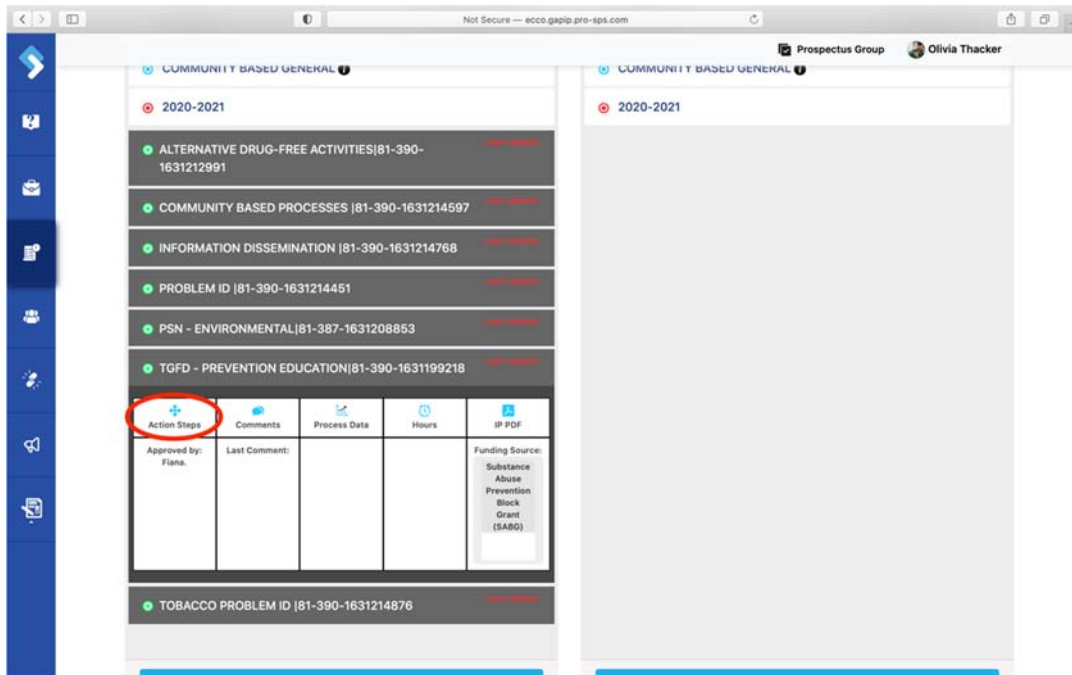 Not Secure — ecco.gapip.pro-sps.com
Prospectus Group
Olivia Thacker
COMMUNITY BASED GENERAL
2020-2021
ALTERNATIVE DRUG-FREE ACTIVITIES|81-390-
1631212991
COMMUNITY BASED PROCESSES |81-390-1631214597
INFORMATION DISSEMINATION |81-390-1631214768
PROBLEM ID |81-390-1631214451
PSN - ENVIRONMENTAL|81-387-1631208853
TGFD - PREVENTION EDUCATION|81-390-1631199218
Action Steps
Comments
Process Data
Hours
IP PDF
Approved by:
Fiana.
Last Comment:
Funding Source:
Substance
Abuse
Prevention
Block
Grant
(SABG)
TOBACCO PROBLEM ID |81-390-1631214876
COMMUNITY BASED GENERAL
2020-2021